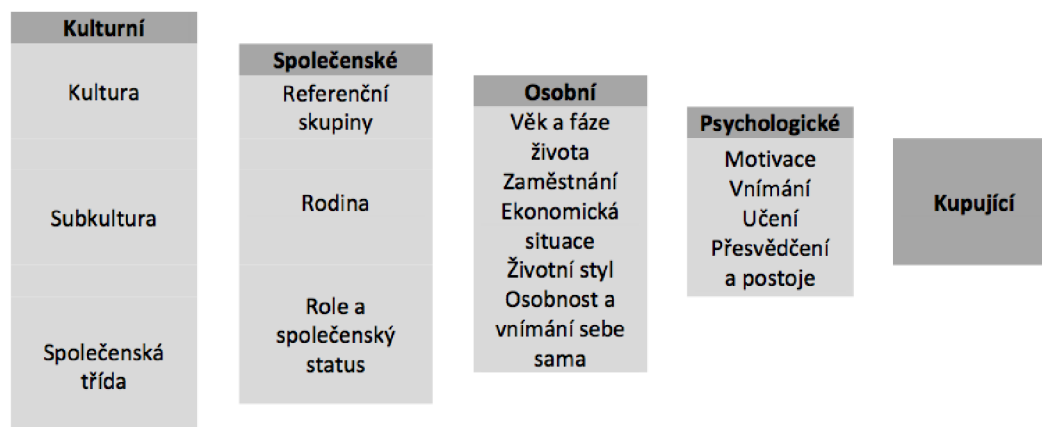 Kulturní
Kultura
Subkultura
Společenská
třída
Společenské
Referenční
skupiny
Rodina
Role a
společenský
status
Osobní
Věk a fáze
života
Zaměstnání
Ekonomická
situace
Životní styl
Osobnost a
vnímání sebe
sama
Psychologické
Motivace
Vnímání
Učení
Přesvědčení
a postoje
Kupující